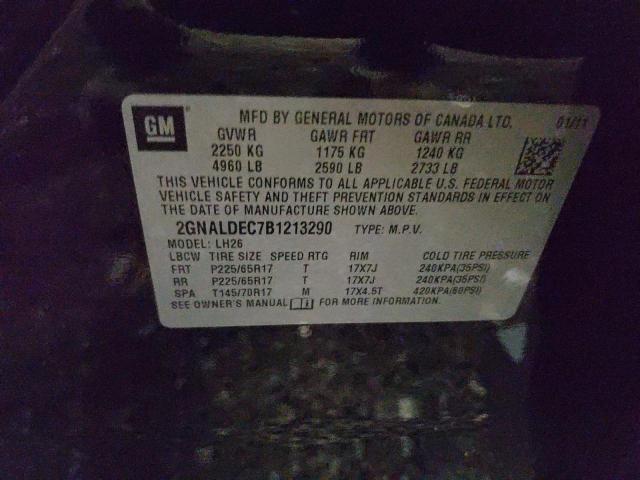 GM
MFD BY GENERAL MOTORS OF CANADA LTD. 01/11
GVWR GAWR FRT GAWR RR
2250 KG 1175 KG 1240 KG
4960 LB 2590 LB 2733 LB
THIS VEHICLE CONFORMS TO ALL APPLICABLE U.S. FEDERAL MOTOR
VEHICLE SAFETY AND THEFT PREVENTION STANDARDS IN EFFECT ON
THE DATE OF MANUFACTURE SHOWN ABOVE.
2GNALDEC7B1213290 TYPE: M.P.V.
MODEL: LH26
LBCW TIRE SIZE SPEED RTG RIM COLD TIRE PRESSURE
FRT P225/65R17 T 17X7J 240KPA(35PSI)
RR P225/65R17 T 17X7J 240KPA(35PSI)
SPA T145/70R17 M 17X4.5T 420KPA(60PSI)
SEE OWNER'S MANUAL FOR MORE INFORMATION.